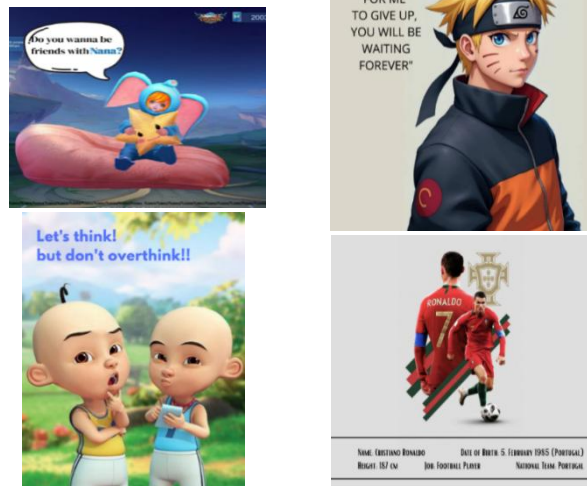 2003
Do you wanna be
friends with Nana?
FOR ME
TO GIVE UP,
YOU WILL BE
WAITING
FOREVER"
Let's think!
but don't overthink!!
RONALDO
7
NAME: CRISTIANO RONALDO DATE OF BIRTH: 5, FEBRUARY 1985 (PORTUGAL)
HEIGHT: 187 CM JOB: FOOTBALL PLAYER NATIONAL TEAM: PORTUGAL